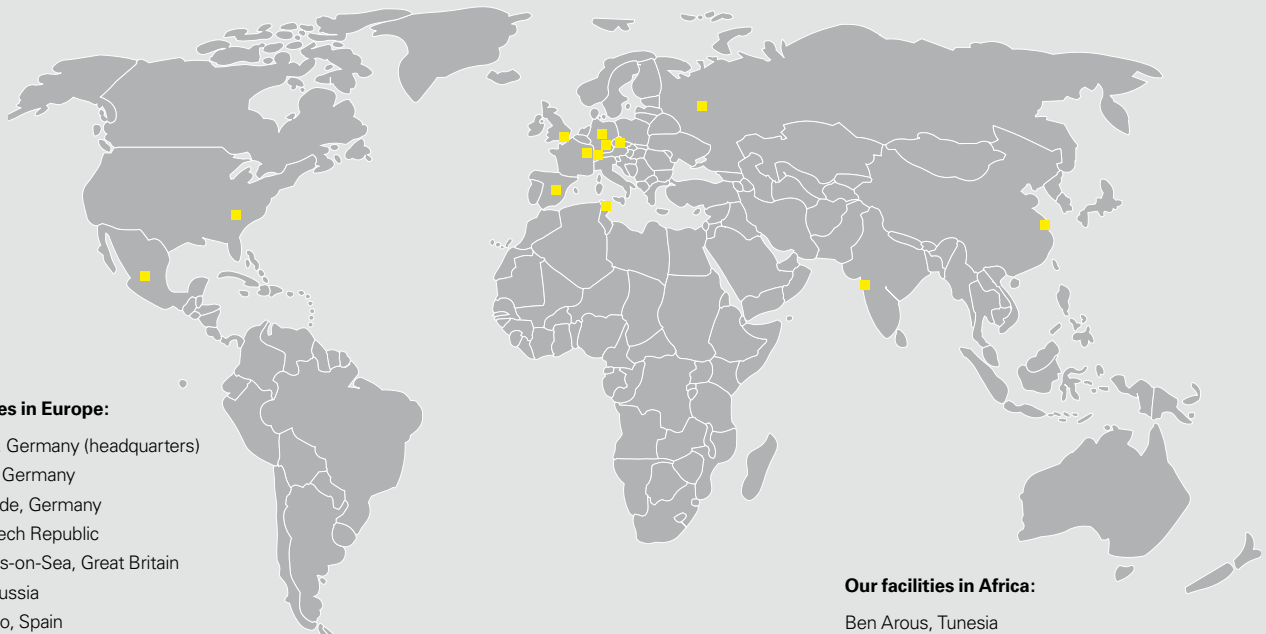 es in Europe:
, Germany (headquarters)
Germany
de, Germany
ech Republic
s-on-Sea, Great Britain
ussia
o, Spain
Our facilities in Africa:
Ben Arous, Tunesia